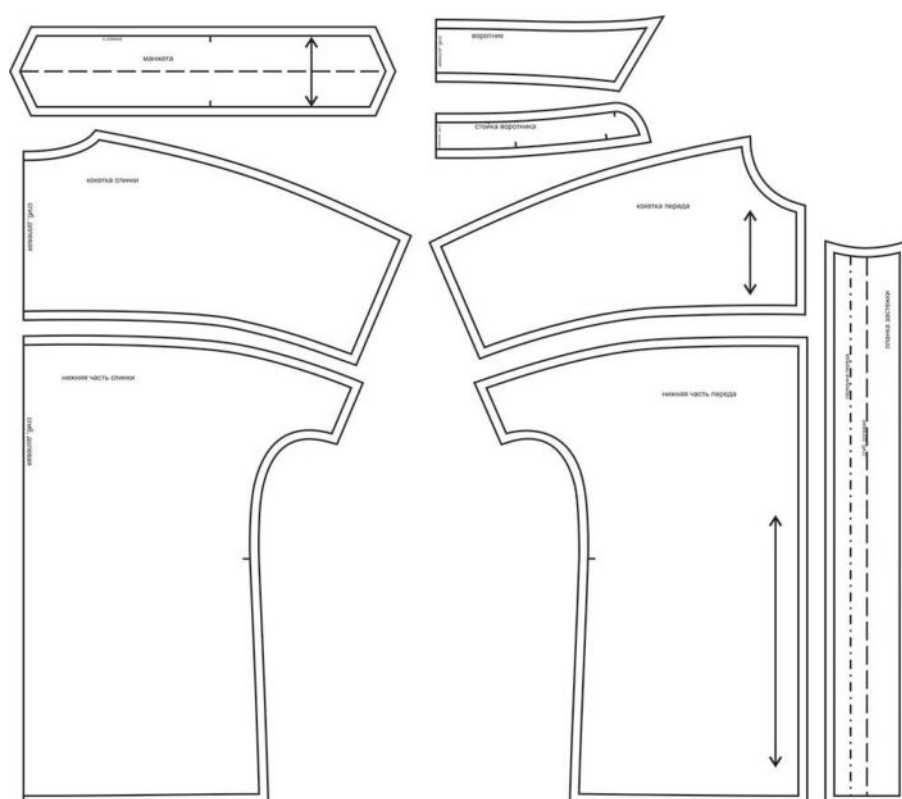 к спинке
манжета
воротник
стойка воротника
кокетка спинки
сгиб, долевая
кокетка переда
планка застежки
нижняя часть спинки
сгиб, долевая
нижняя часть переда